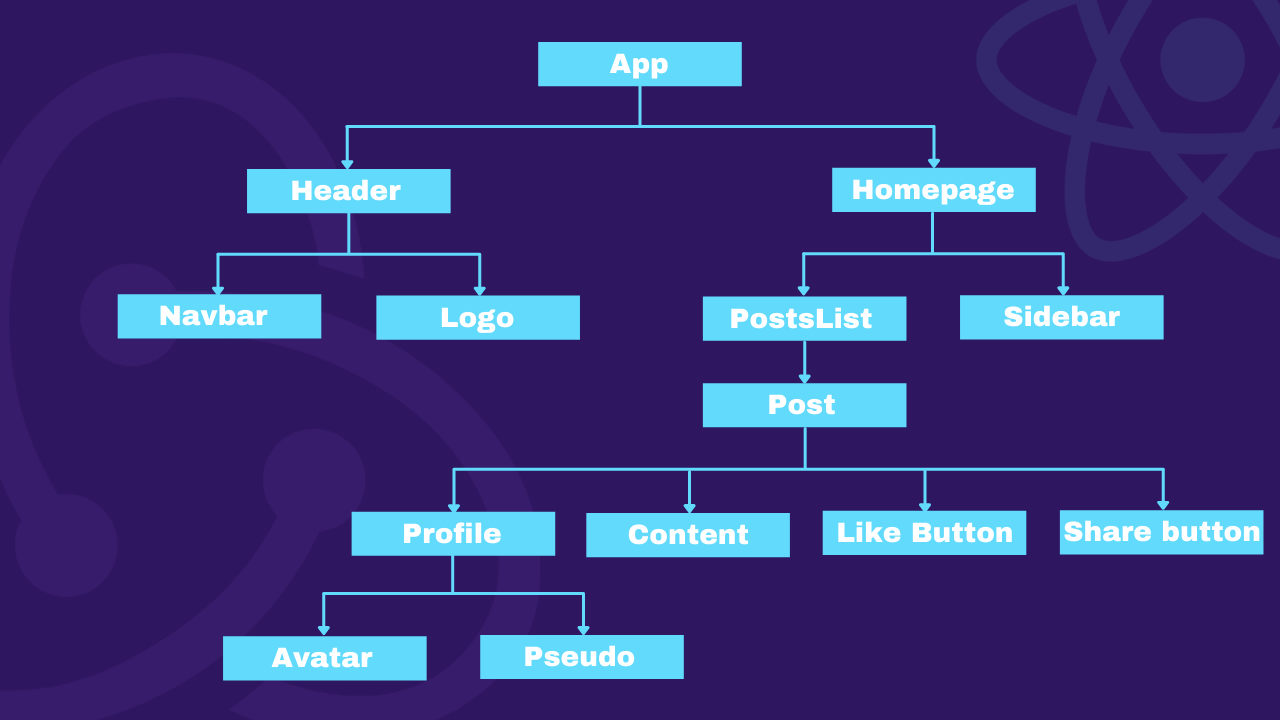 App
Header
Homepage
Navbar
Logo
PostsList
Sidebar
Post
Profile
Content
Like Button
Share button
Avatar
Pseudo